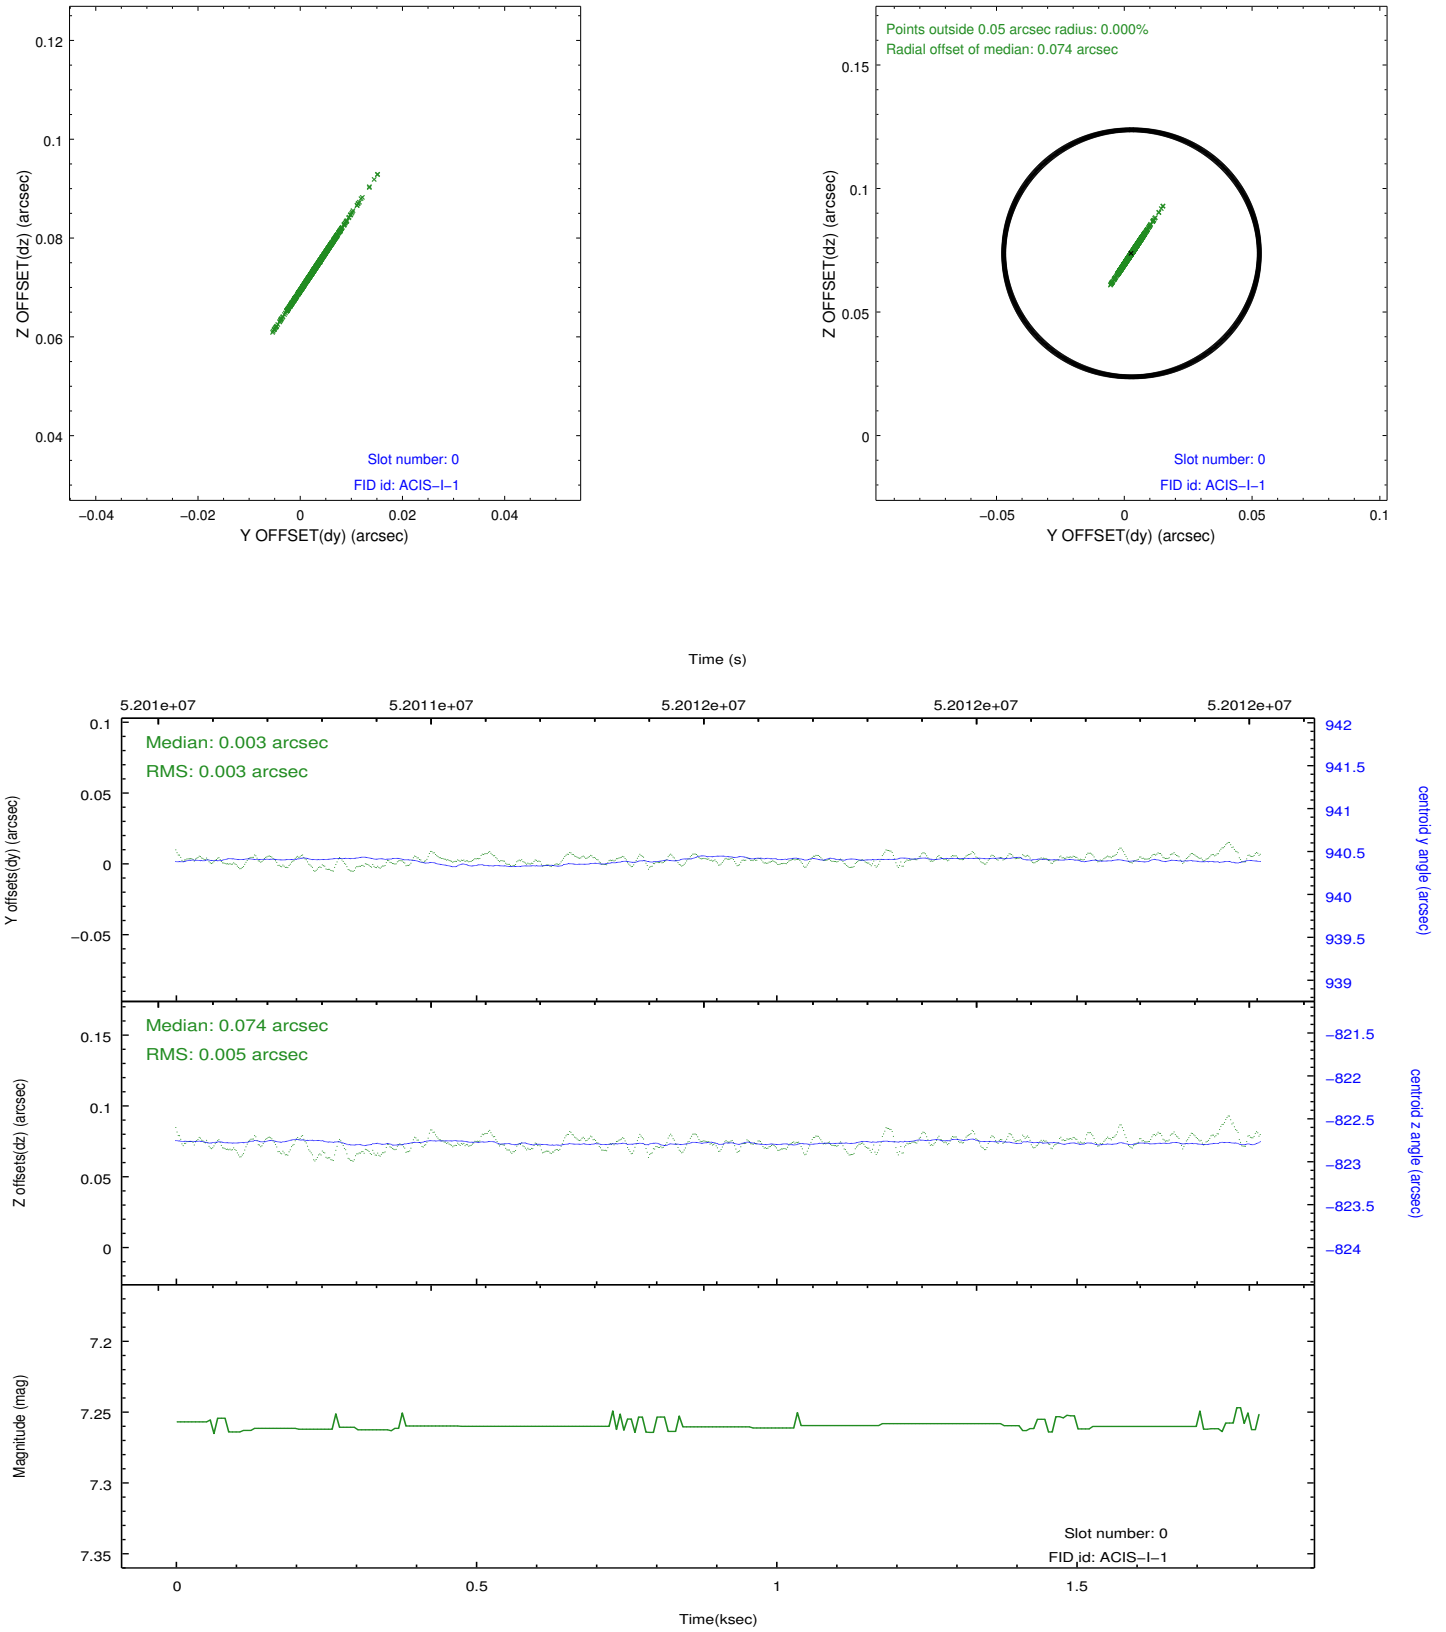 0.12
0.1
0.08
0.06
0.04
Z OFFSET(dz) (arcsec)
Slot number: 0
FID id: ACIS−I−1
−0.04 −0.02 0 0.02 0.04
Y OFFSET(dy) (arcsec)
Points outside 0.05 arcsec radius: 0.000%
Radial offset of median: 0.074 arcsec
0.15
0.1
0.05
0
Z OFFSET(dz) (arcsec)
Slot number: 0
FID id: ACIS−I−1
−0.05 0 0.05 0.1
Y OFFSET(dy) (arcsec)
Time (s)
5.201e+07 5.2011e+07 5.2012e+07 5.2012e+07 5.2012e+07
Median: 0.003 arcsec
RMS: 0.003 arcsec
0.1
0.05
0
−0.05
Y offsets(dy) (arcsec)
942
941.5
941
940.5
940
939.5
939
centroid y angle (arcsec)
Median: 0.074 arcsec
RMS: 0.005 arcsec
0.15
0.1
0.05
0
Z offsets(dz) (arcsec)
−821.5
−822
−822.5
−823
−823.5
−824
centroid z angle (arcsec)
7.2
7.25
7.3
7.35
Magnitude (mag)
Slot number: 0
FID id: ACIS−I−1
0 0.5 1 1.5
Time(ksec)